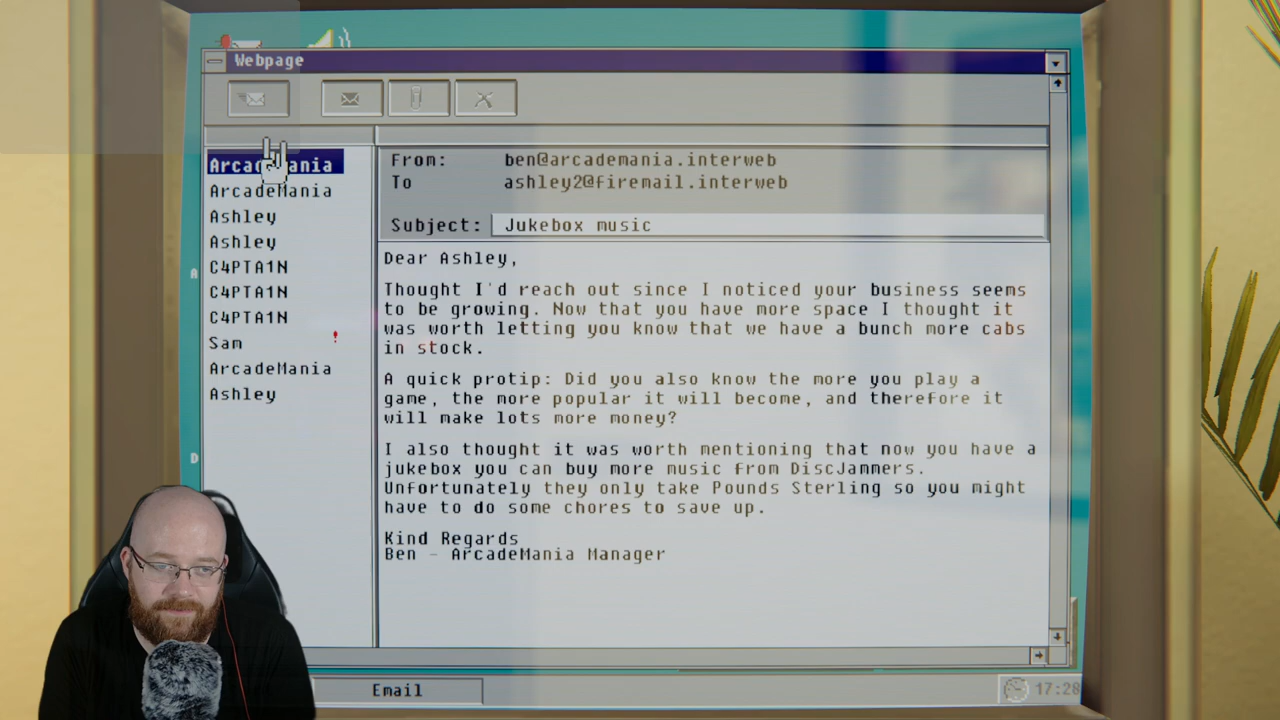 Webpage
ArcadeMania
ArcadeMania
Ashley
Ashley
C4PTA1N
C4PTA1N
C4PTA1N
Sam
ArcadeMania
Ashley
From: ben@arcademania.interweb
To ashley2@firemail.interweb
Subject: Jukebox music
Dear Ashley,
Thought I'd reach out since I noticed your business seems
to be growing. Now that you have more space I thought it
was worth letting you know that we have a bunch more cabs
in stock.
A quick protip: Did you also know the more you play a
game, the more popular it will become, and therefore it
will make lots more money?
I also thought it was worth mentioning that now you have a
jukebox you can buy more music from DiscJammers.
Unfortunately they only take Pounds Sterling so you might
have to do some chores to save up.
Kind Regards
Ben - ArcadeMania Manager
A
D
Email
17:28